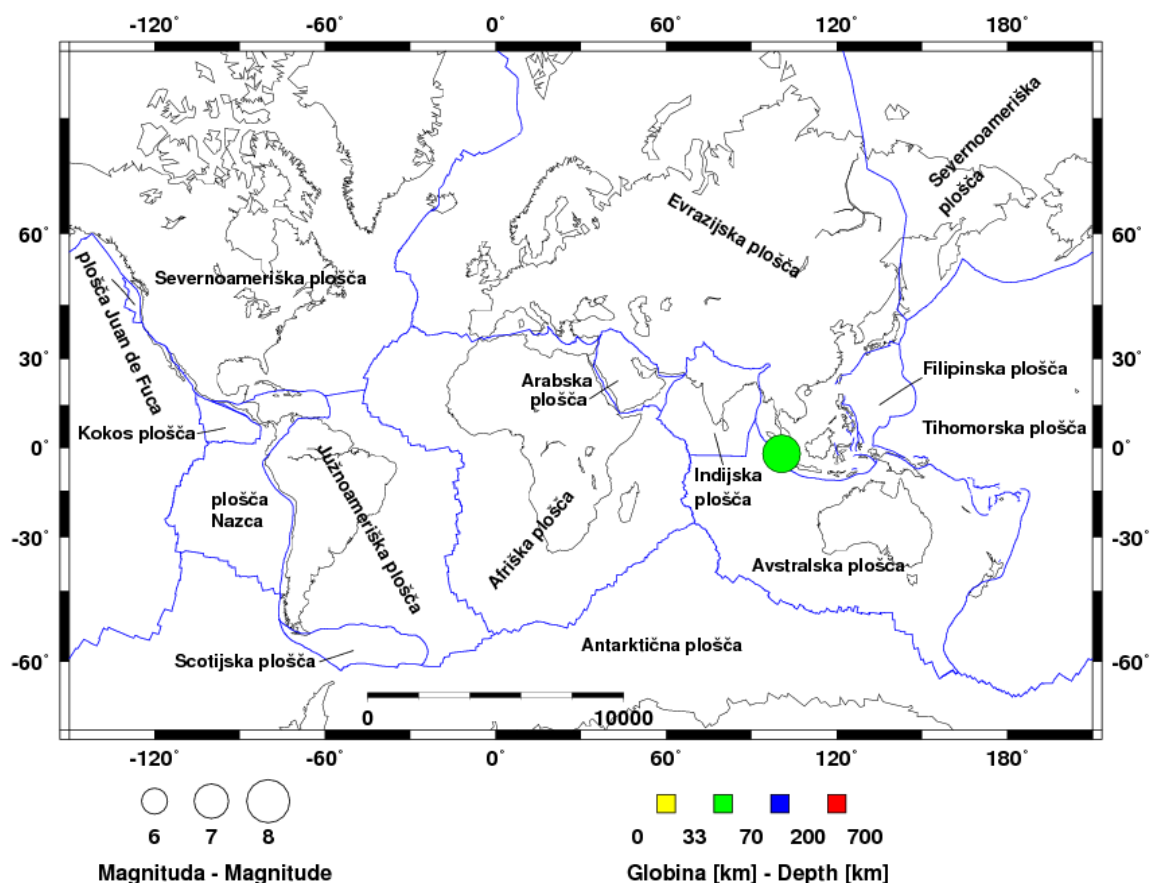 -120° -60° 0° 60° 120° 180°
60° 60°
30° 30°
0° 0°
-30° -30°
-60° -60°
Severnoameriška
plošča
Evrazijska plošča
Severnoameriška plošča
plošča Juan de Fuca
Filipinska plošča
Arabska
plošča
Kokos plošča
Tihomorska plošča
Indijska
plošča
plošča
Nazca
Južnoameriška plošča
Afriška plošča
Avstralska plošča
Antarktična plošča
Scotijska plošča
0 10000
-120° -60° 0° 60° 120° 180°
6 7 8
Magnituda - Magnitude
0 33 70 200 700
Globina [km] - Depth [km]